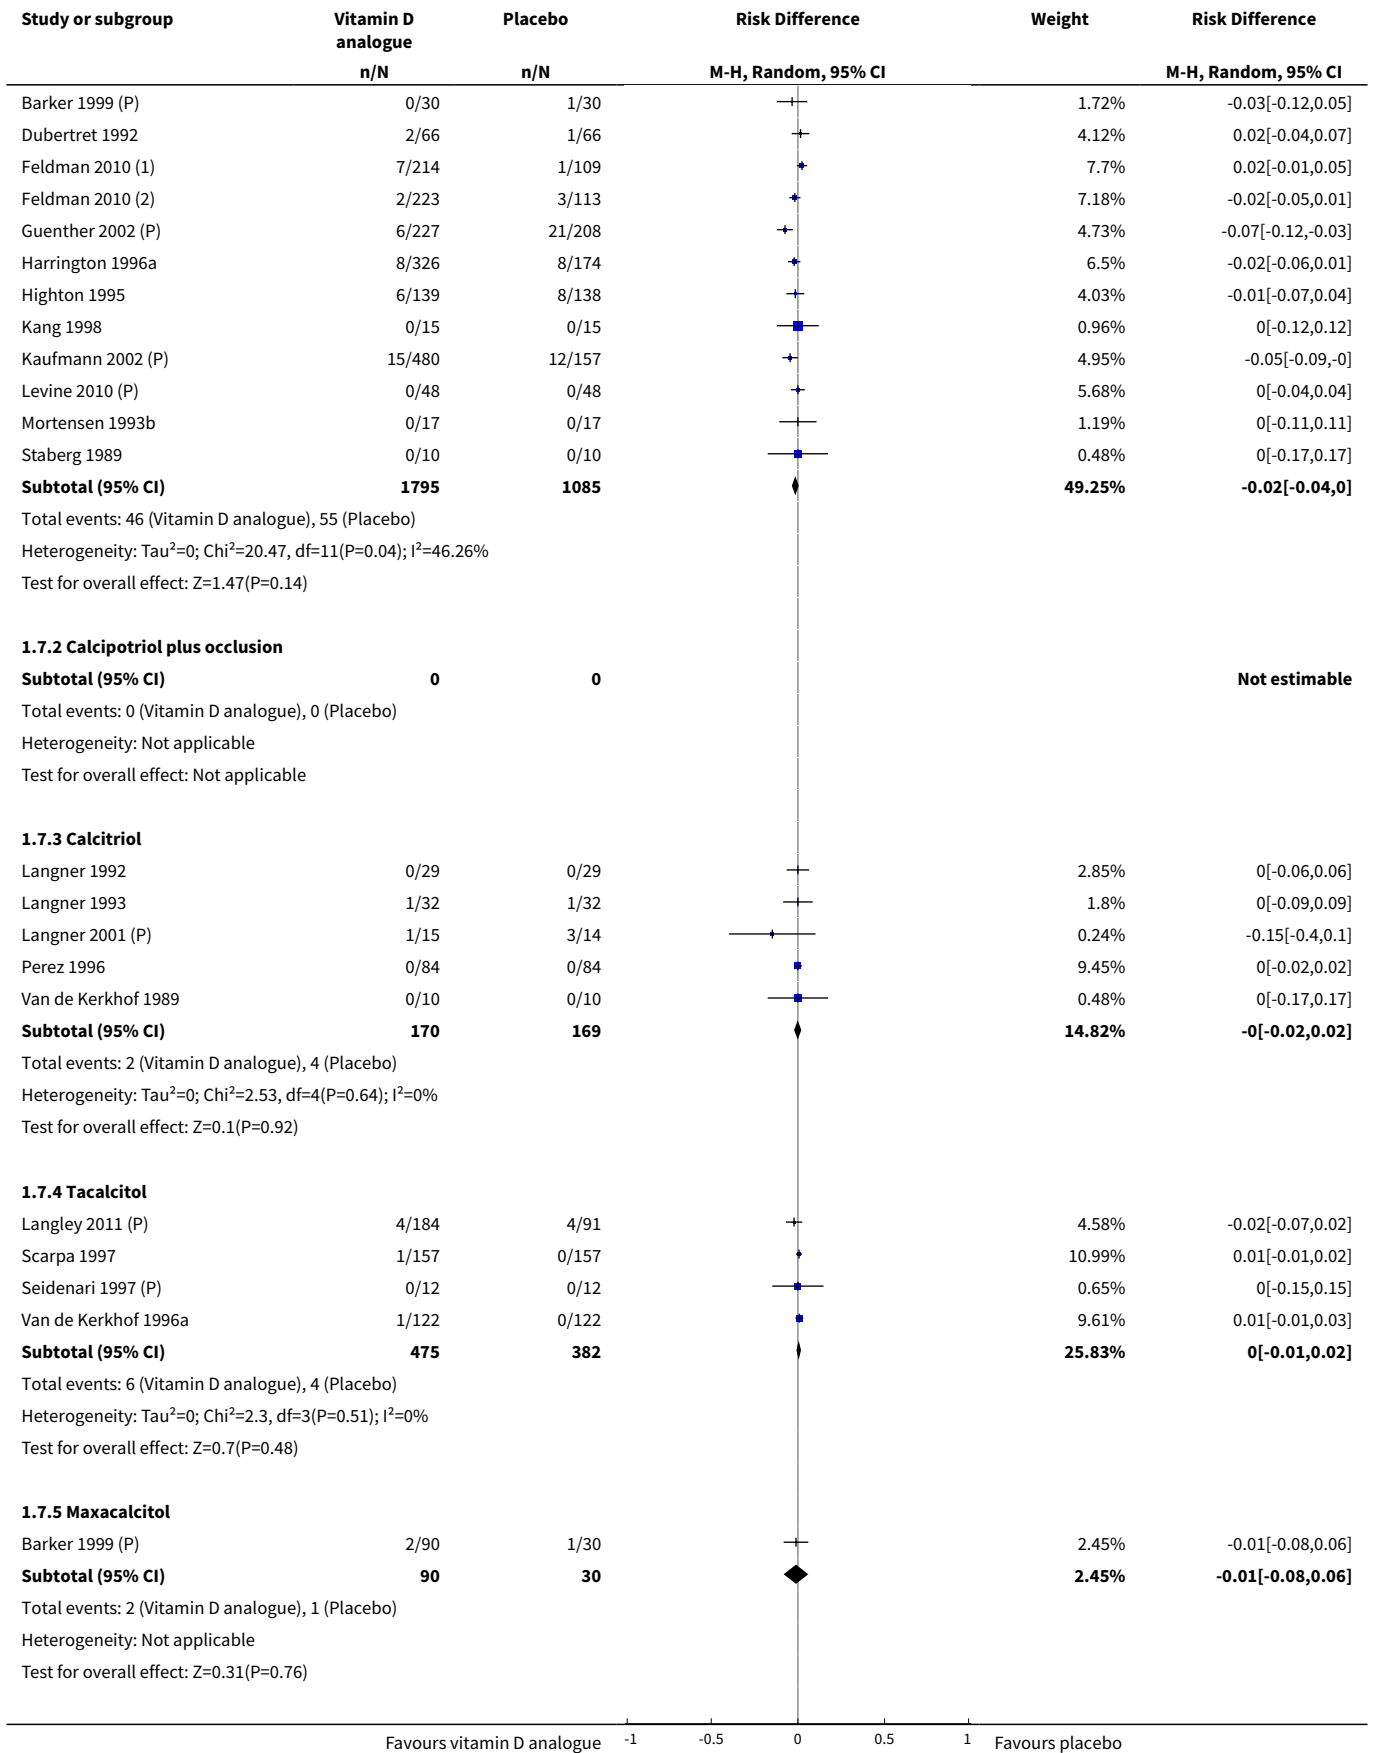 Study or subgroup Vitamin D analogue Placebo Risk Difference Weight Risk Difference
n/N n/N M-H, Random, 95% CI M-H, Random, 95% CI
Barker 1999 (P) 0/30 1/30 1.72% -0.03[-0.12,0.05]
Dubertret 1992 2/66 1/66 4.12% 0.02[-0.04,0.07]
Feldman 2010 (1) 7/214 1/109 7.7% 0.02[-0.01,0.05]
Feldman 2010 (2) 2/223 3/113 7.18% -0.02[-0.05,0.01]
Guenther 2002 (P) 6/227 21/208 4.73% -0.07[-0.12,-0.03]
Harrington 1996a 8/326 8/174 6.5% -0.02[-0.06,0.01]
Highton 1995 6/139 8/138 4.03% -0.01[-0.07,0.04]
Kang 1998 0/15 0/15 0.96% 0[-0.12,0.12]
Kaufmann 2002 (P) 15/480 12/157 4.95% -0.05[-0.09,-0]
Levine 2010 (P) 0/48 0/48 5.68% 0[-0.04,0.04]
Mortensen 1993b 0/17 0/17 1.19% 0[-0.11,0.11]
Staberg 1989 0/10 0/10 0.48% 0[-0.17,0.17]
Subtotal (95% CI) 1795 1085 49.25% -0.02[-0.04,0]
Total events: 46 (Vitamin D analogue), 55 (Placebo)
Heterogeneity: Tau²=0; Chi²=20.47, df=11(P=0.04); I²=46.26%
Test for overall effect: Z=1.47(P=0.14)
1.7.2 Calcipotriol plus occlusion
Subtotal (95% CI) 0 0 Not estimable
Total events: 0 (Vitamin D analogue), 0 (Placebo)
Heterogeneity: Not applicable
Test for overall effect: Not applicable
1.7.3 Calcitriol
Langner 1992 0/29 0/29 2.85% 0[-0.06,0.06]
Langner 1993 1/32 1/32 1.8% 0[-0.09,0.09]
Langner 2001 (P) 1/15 3/14 0.24% -0.15[-0.4,0.1]
Perez 1996 0/84 0/84 9.45% 0[-0.02,0.02]
Van de Kerkhof 1989 0/10 0/10 0.48% 0[-0.17,0.17]
Subtotal (95% CI) 170 169 14.82% -0[-0.02,0.02]
Total events: 2 (Vitamin D analogue), 4 (Placebo)
Heterogeneity: Tau²=0; Chi²=2.53, df=4(P=0.64); I²=0%
Test for overall effect: Z=0.1(P=0.92)
1.7.4 Tacalcitol
Langley 2011 (P) 4/184 4/91 4.58% -0.02[-0.07,0.02]
Scarpa 1997 1/157 0/157 10.99% 0.01[-0.01,0.02]
Seidenari 1997 (P) 0/12 0/12 0.65% 0[-0.15,0.15]
Van de Kerkhof 1996a 1/122 0/122 9.61% 0.01[-0.01,0.03]
Subtotal (95% CI) 475 382 25.83% 0[-0.01,0.02]
Total events: 6 (Vitamin D analogue), 4 (Placebo)
Heterogeneity: Tau²=0; Chi²=2.3, df=3(P=0.51); I²=0%
Test for overall effect: Z=0.7(P=0.48)
1.7.5 Maxacalcitol
Barker 1999 (P) 2/90 1/30 2.45% -0.01[-0.08,0.06]
Subtotal (95% CI) 90 30 2.45% -0.01[-0.08,0.06]
Total events: 2 (Vitamin D analogue), 1 (Placebo)
Heterogeneity: Not applicable
Test for overall effect: Z=0.31(P=0.76)
Favours vitamin D analogue -1 -0.5 0 0.5 1 Favours placebo